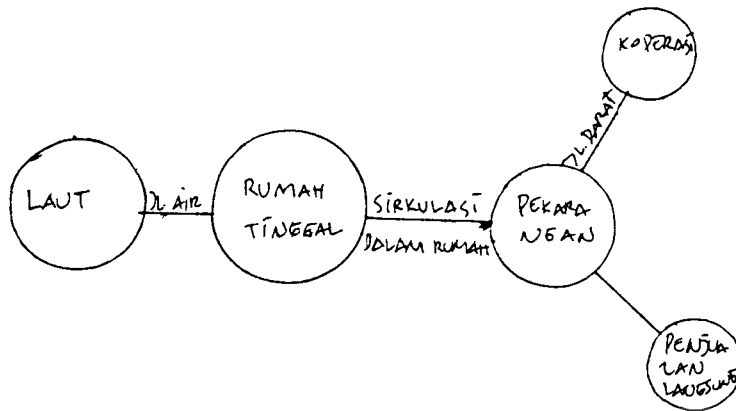 KOPERASI
JL. DARAT
LAUT
JL AIR
RUMAH
TINGGAL
SIRKULASI
DALAM RUMAH
PEKARA
NGAN
PENJUA
LAN
LANGSUNG